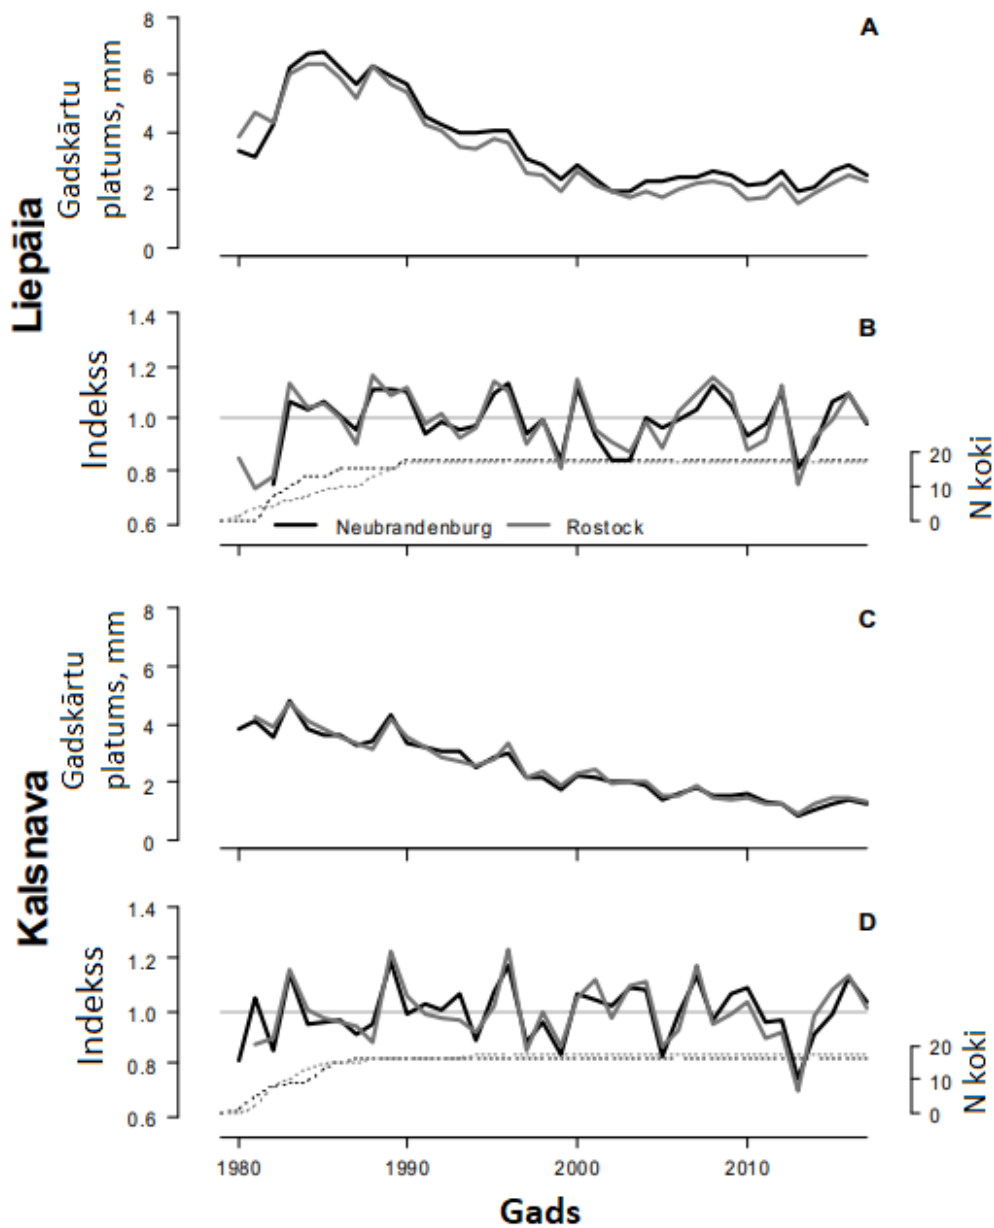 Liepāja
Gadskārtu
platums, mm
8
6
4
2
0
A
Indekss
1.4
1.2
1.0
0.8
0.6
B
20
10
0
N koki
Neubrandenburg
Rostock
Kalsnava
Gadskārtu
platums, mm
8
6
4
2
0
C
Indekss
1.4
1.2
1.0
0.8
0.6
D
20
10
0
N koki
1980
1990
2000
2010
Gads